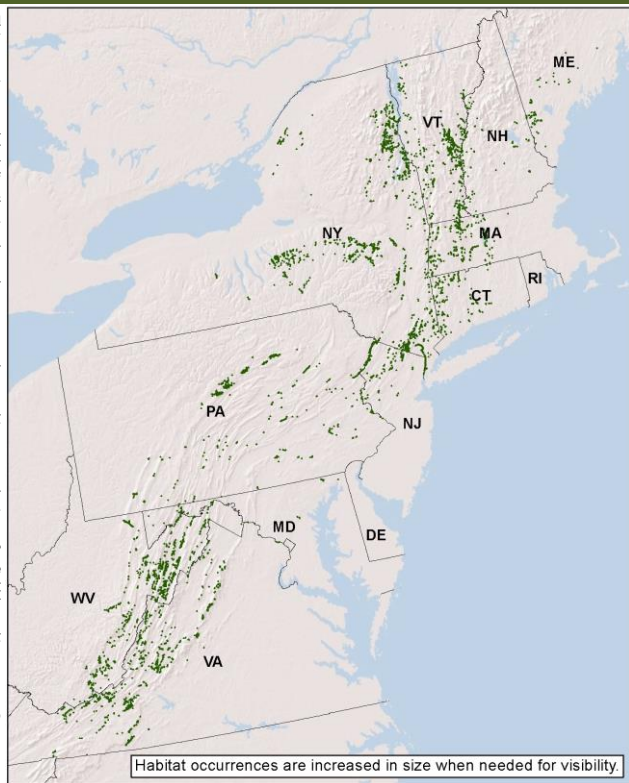 ME
VT
NH
NY
MA
CT
RI
PA
NJ
MD
DE
WV
VA
Habitat occurrences are increased in size when needed for visibility.